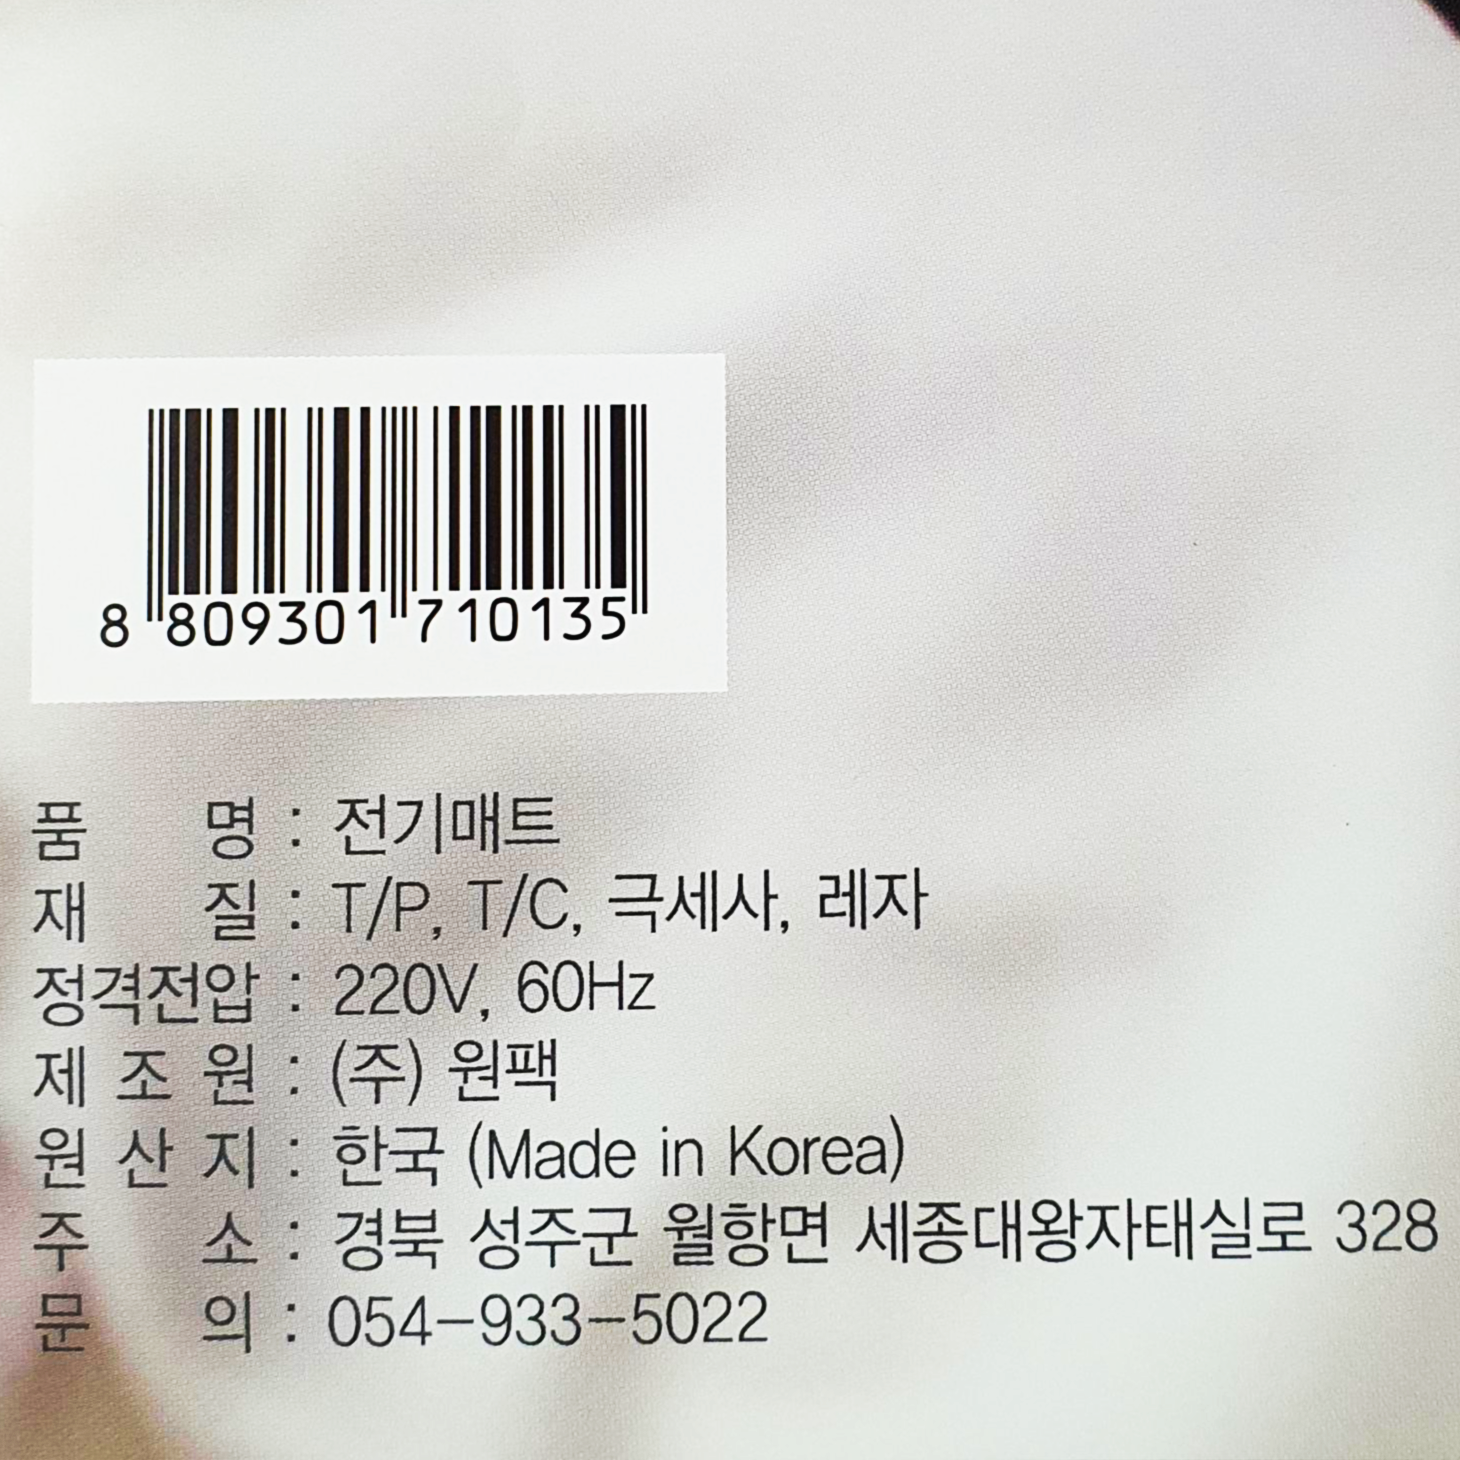 8 809301 710135
품 명 : 전기매트
재 질 : T/P, T/C, 극세사, 레자
정격전압 : 220V, 60Hz
제 조 원 : (주) 원팩
원 산 지 : 한국 (Made in Korea)
주 소 : 경북 성주군 월항면 세종대왕자태실로 328
문 의 : 054-933-5022